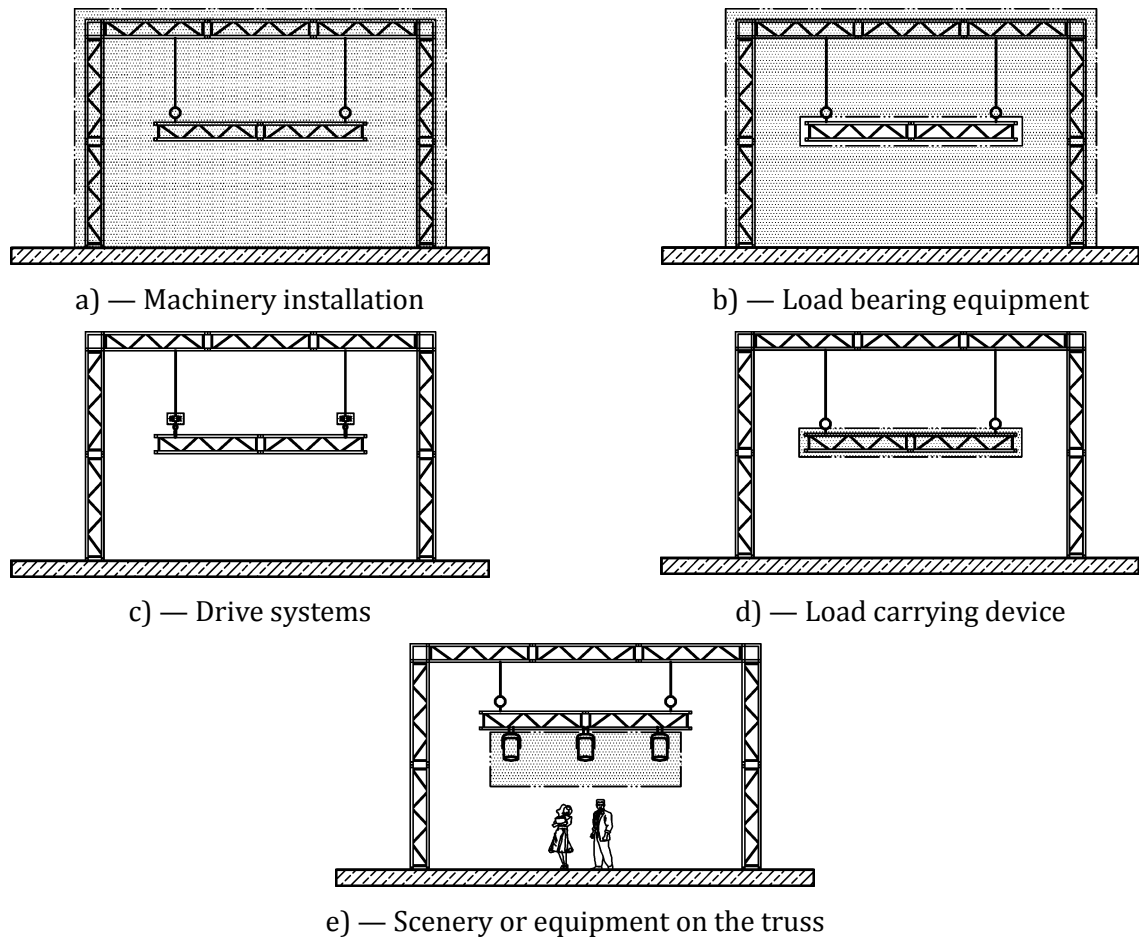 a) — Machinery installation
b) — Load bearing equipment
c) — Drive systems
d) — Load carrying device
e) — Scenery or equipment on the truss